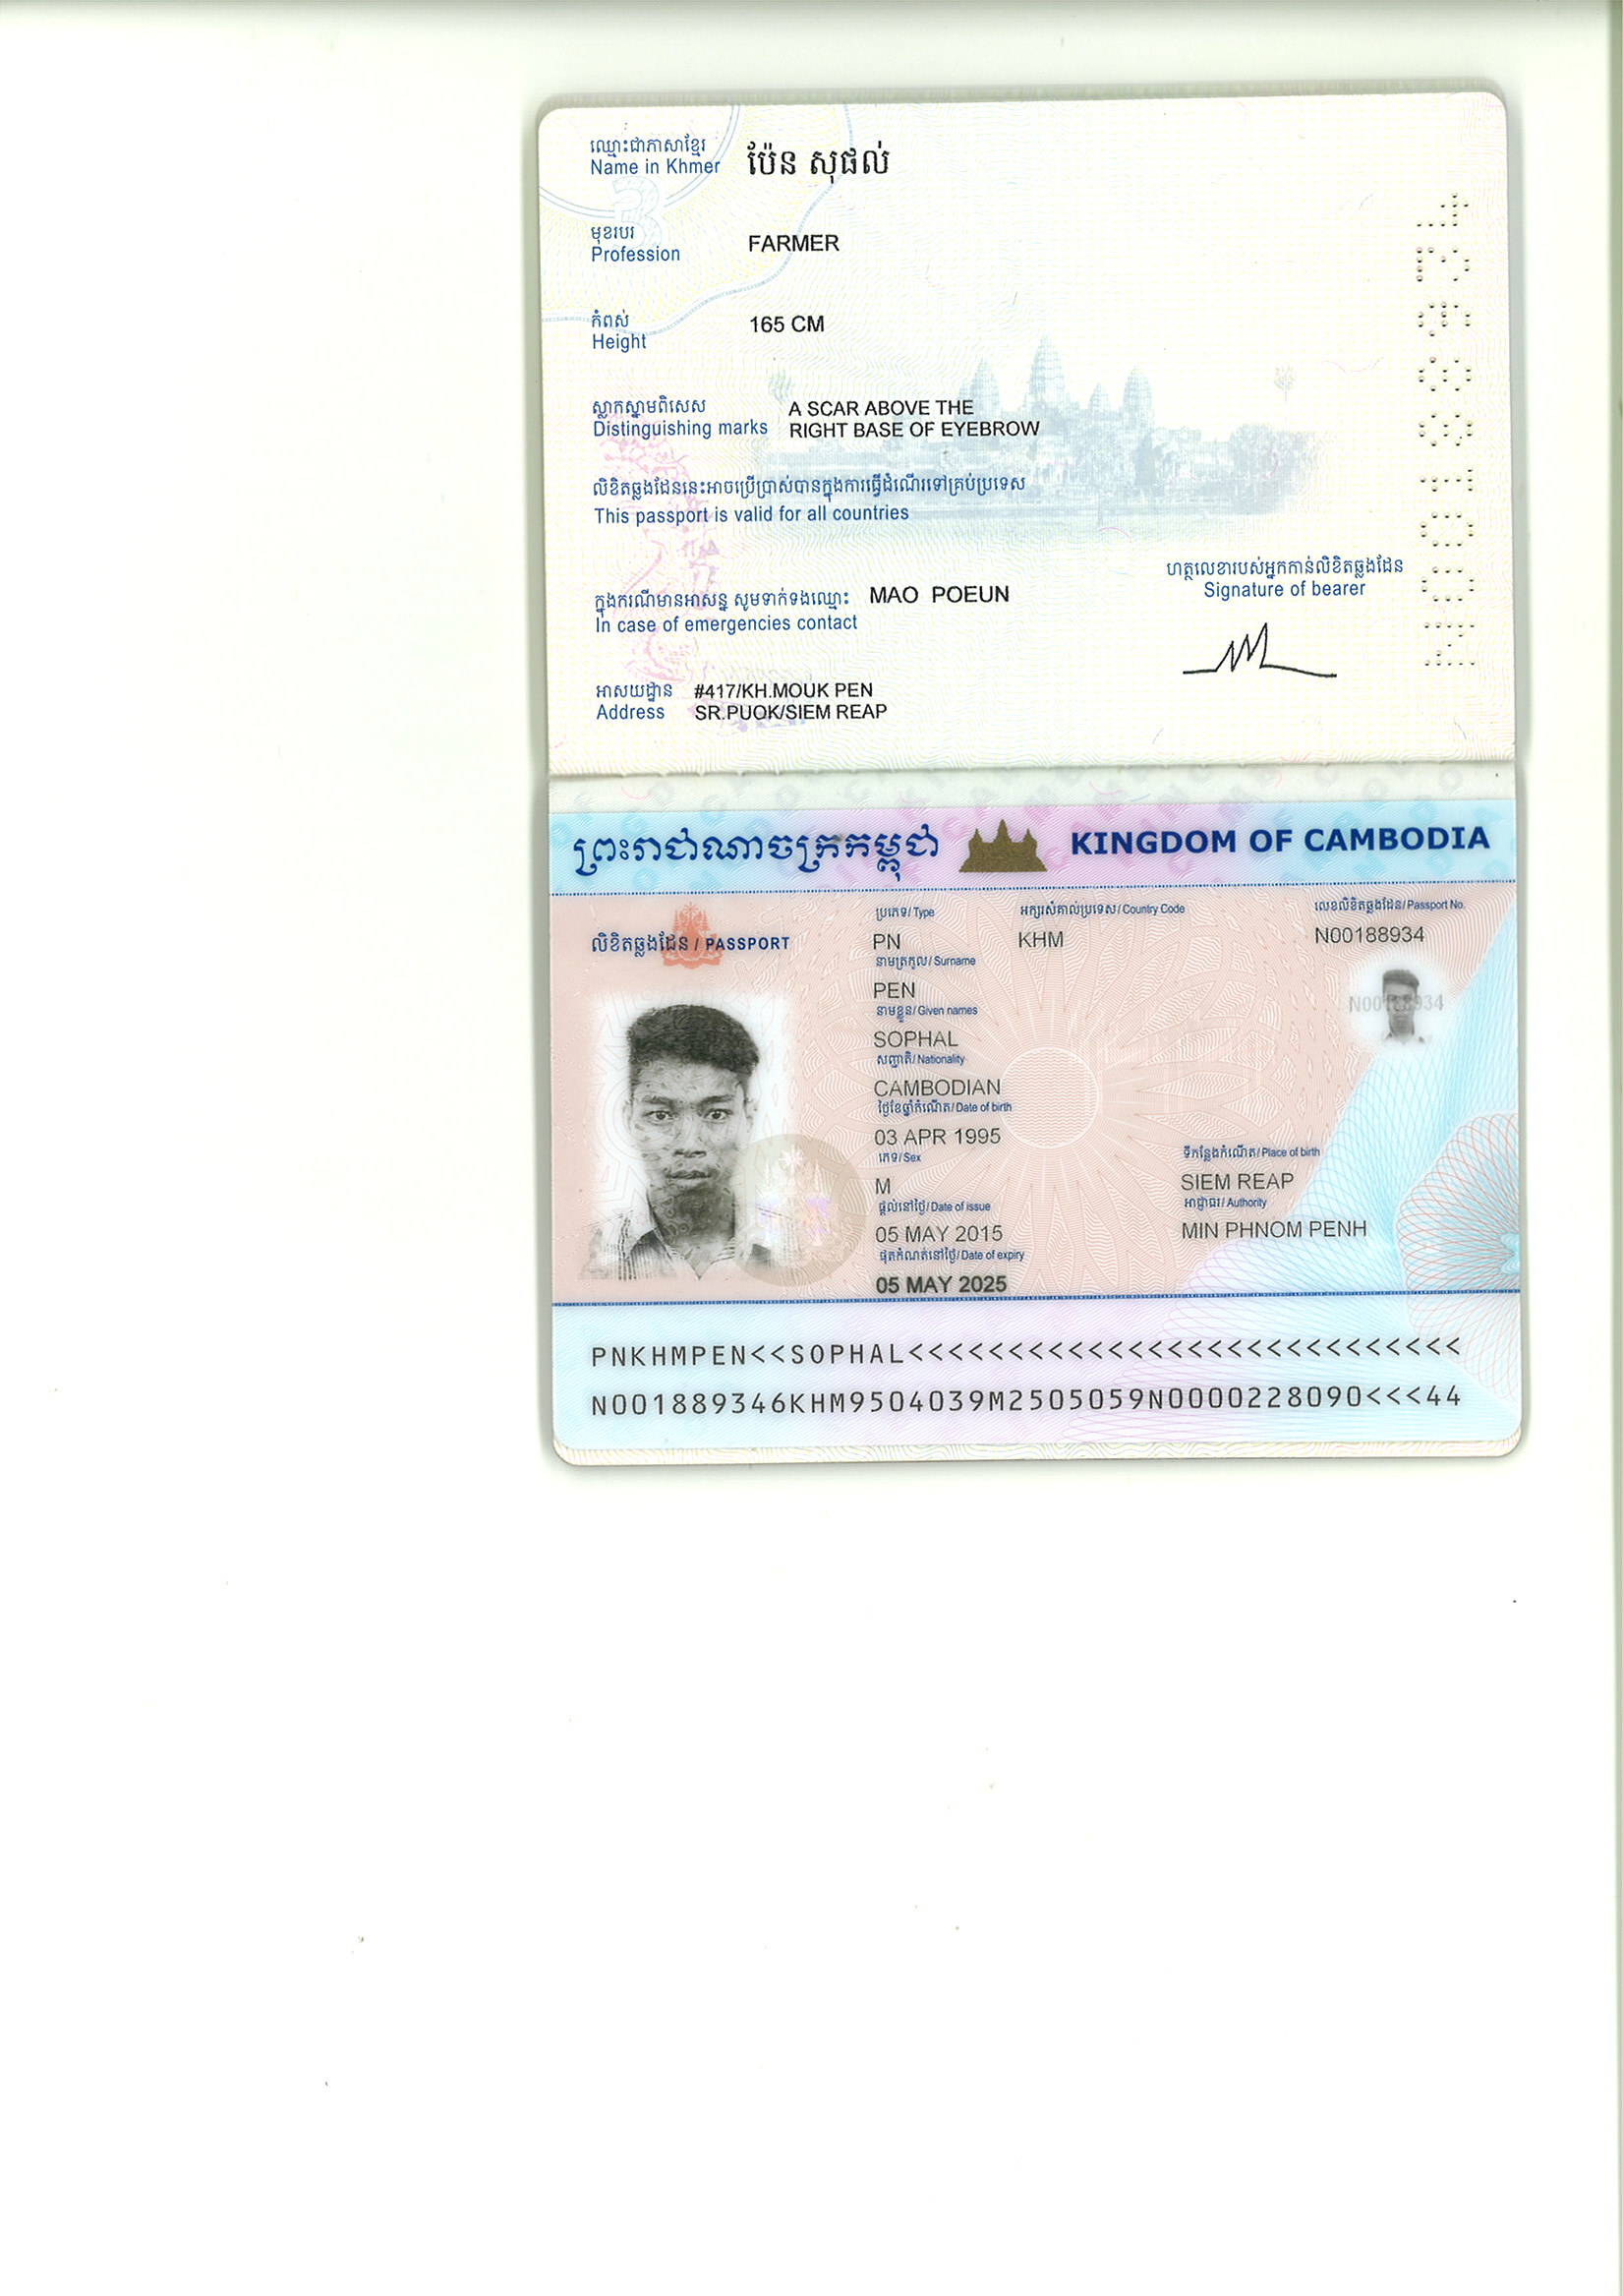 ឈ្មោះជាភាសាខ្មែរ
Name in Khmer
ប៉ែន សុផល់
មុខរបរ
Profession
FARMER
កំពស់
Height
165 CM
ស្លាកស្នាមពិសេស
Distinguishing marks
A SCAR ABOVE THE
RIGHT BASE OF EYEBROW
លិខិតឆ្លងដែននេះអាចប្រើប្រាស់បានក្នុងការធ្វើដំណើរទៅគ្រប់ប្រទេស
This passport is valid for all countries
ហត្ថលេខារបស់អ្នកកាន់លិខិតឆ្លងដែន
Signature of bearer
ក្នុងករណីមានអាសន្ន សូមទាក់ទងឈ្មោះ MAO POEUN
In case of emergencies contact
អាសយដ្ឋាន
Address
#417/KH.MOUK PEN
SR.PUOK/SIEM REAP
N00188934
ព្រះរាជាណាចក្រកម្ពុជា KINGDOM OF CAMBODIA
លិខិតឆ្លងដែន / PASSPORT
ប្រភេទ/ Type អក្សរសំគាល់ប្រទេស/ Country Code លេខលិខិតឆ្លងដែន/ Passport No.
PN KHM N00188934
នាមត្រកូល/ Surname
PEN
N00188934
នាមខ្លួន/ Given names
SOPHAL
សញ្ជាតិ/ Nationality
CAMBODIAN
ថ្ងៃខែឆ្នាំកំណើត/ Date of birth
03 APR 1995
ភេទ/ Sex ទីកន្លែងកំណើត/ Place of birth
M SIEM REAP
ផ្តល់នៅថ្ងៃ/ Date of issue អាជ្ញាធរ/ Authority
05 MAY 2015 MIN PHNOM PENH
ផុតកំណត់នៅថ្ងៃ/ Date of expiry
05 MAY 2025
PNKHMPEN<<SOPHAL<<<<<<<<<<<<<<<<<<<<<<<<<<<<
N001889346KHM9504039M2505059N0000228090<<<44